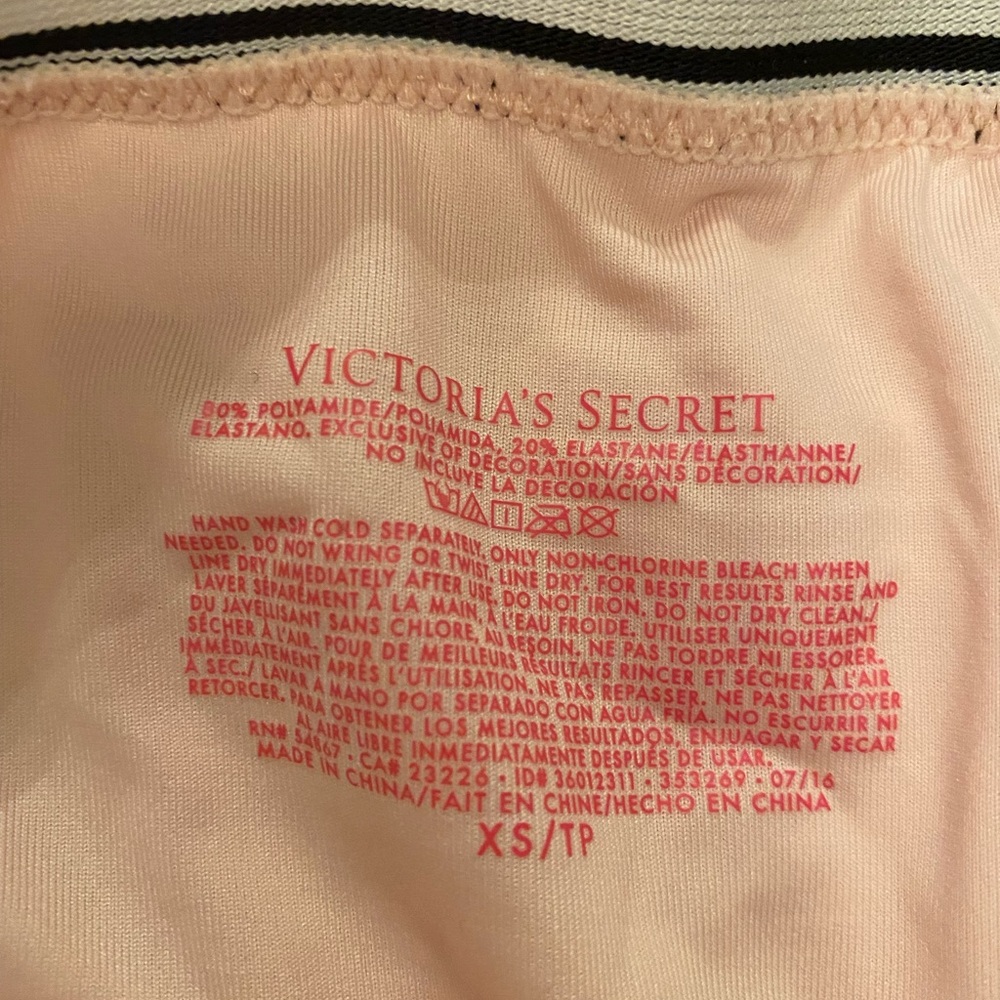 VICTORIA'S SECRET
80% POLYAMIDE/POLIAMIDA, 20% ELASTANE/ÉLASTHANNE/
ELASTANO. EXCLUSIVE OF DECORATION/SANS DÉCORATION/
NO INCLUYE LA DECORACIÓN
HAND WASH COLD SEPARATELY. ONLY NON-CHLORINE BLEACH WHEN
NEEDED. DO NOT WRING OR TWIST. LINE DRY. FOR BEST RESULTS RINSE AND
LINE DRY IMMEDIATELY AFTER USE. DO NOT IRON. DO NOT DRY CLEAN./
LAVER SÉPARÉMENT À LA MAIN, À L'EAU FROIDE. UTILISER UNIQUEMENT
DU JAVELLISANT SANS CHLORE, AU BESOIN. NE PAS TORDRE NI ESSORER.
SÉCHER À L'AIR. POUR DE MEILLEURS RÉSULTATS RINCER ET SÉCHER À L'AIR
IMMÉDIATEMENT APRÈS L'UTILISATION. NE PAS REPASSER. NE PAS NETTOYER
À SEC./ LAVAR A MANO POR SEPARADO CON AGUA FRÍA. NO ESCURRIR NI
RETORCER. PARA OBTENER LOS MEJORES RESULTADOS, ENJUAGAR Y SECAR
AL AIRE LIBRE INMEDIATAMENTE DESPUÉS DE USAR.
RN# 54867 · CA# 23226 · ID# 36012311 · 353269 · 07/16
MADE IN CHINA/FAIT EN CHINE/HECHO EN CHINA
XS/TP